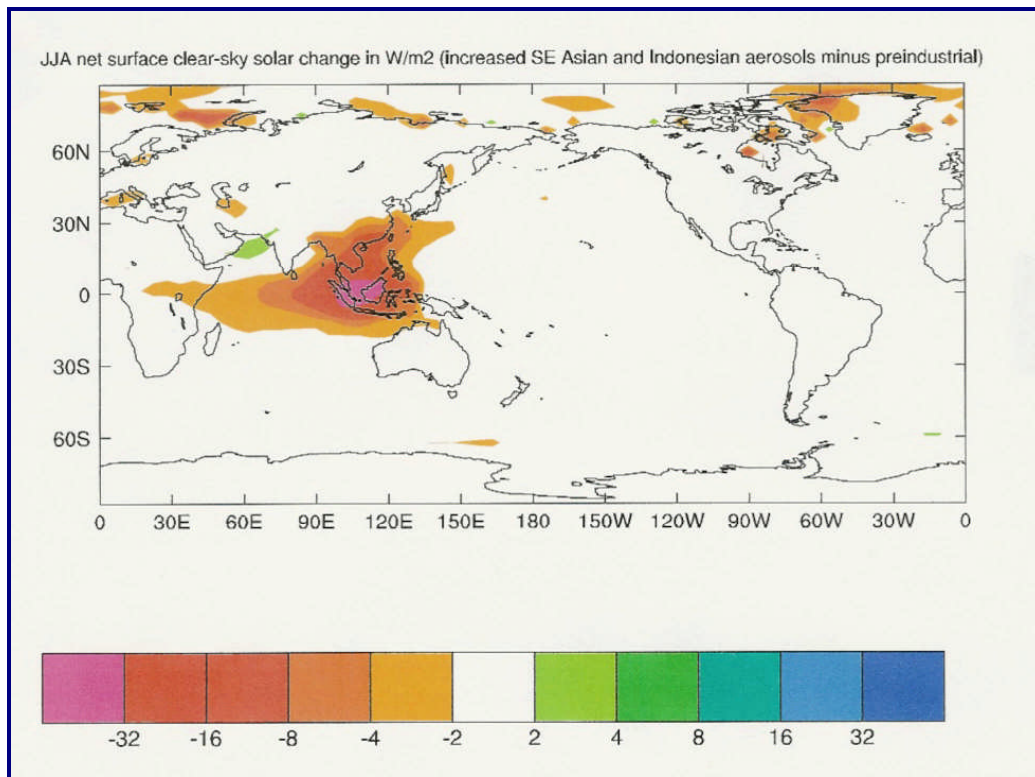 JJA net surface clear-sky solar change in W/m2 (increased SE Asian and Indonesian aerosols minus preindustrial)
60N
30N
0
30S
60S
0 30E 60E 90E 120E 150E 180 150W 120W 90W 60W 30W 0
-32 -16 -8 -4 -2 2 4 8 16 32